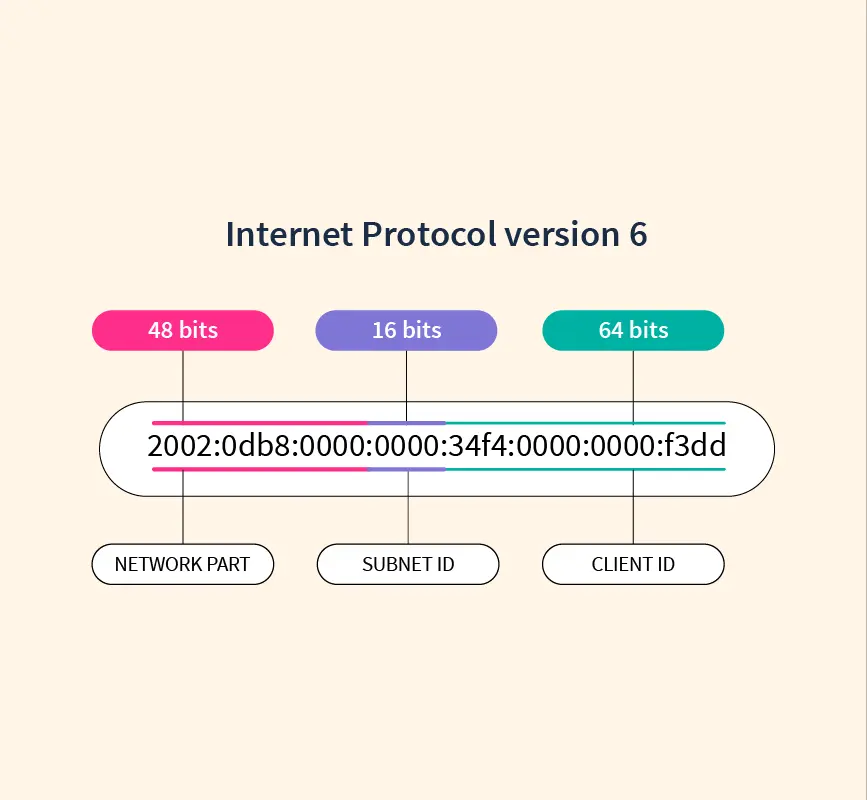 Internet Protocol version 6
48 bits
16 bits
64 bits
2002:0db8:0000:0000:34f4:0000:0000:f3dd
NETWORK PART
SUBNET ID
CLIENT ID